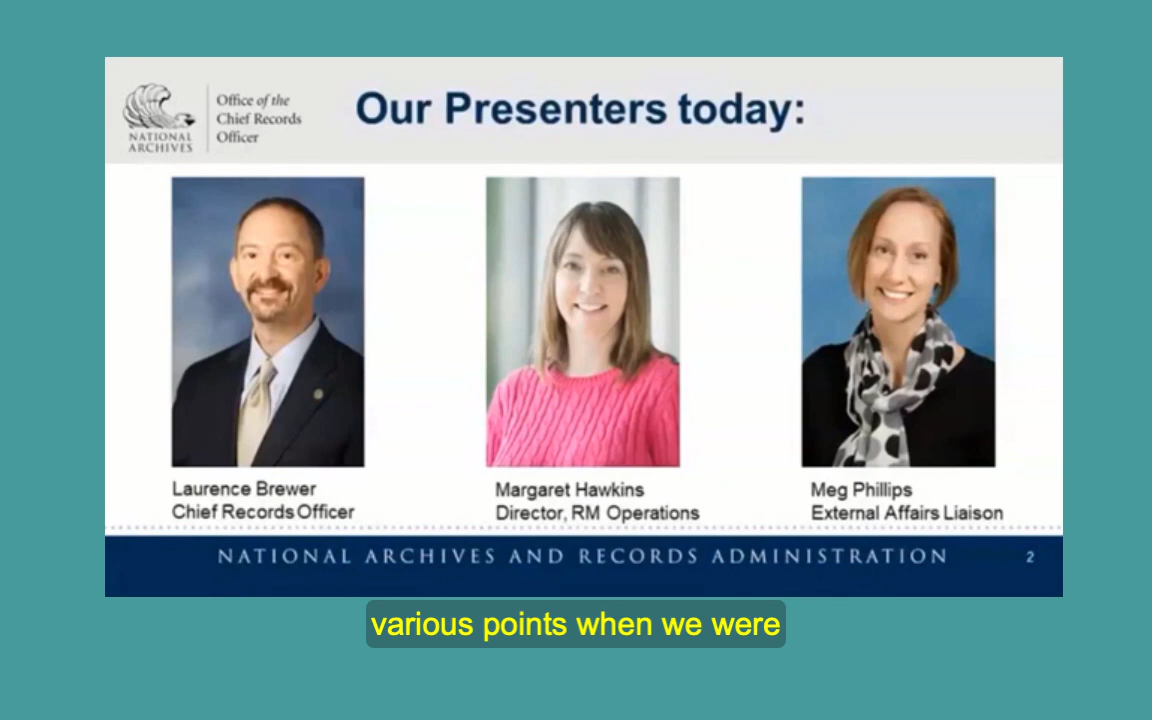 Office of the
Chief Records
Officer
NATIONAL
ARCHIVES
Our Presenters today:
Laurence Brewer
Chief Records Officer
Margaret Hawkins
Director, RM Operations
Meg Phillips
External Affairs Liaison
NATIONAL ARCHIVES AND RECORDS ADMINISTRATION
2
various points when we were